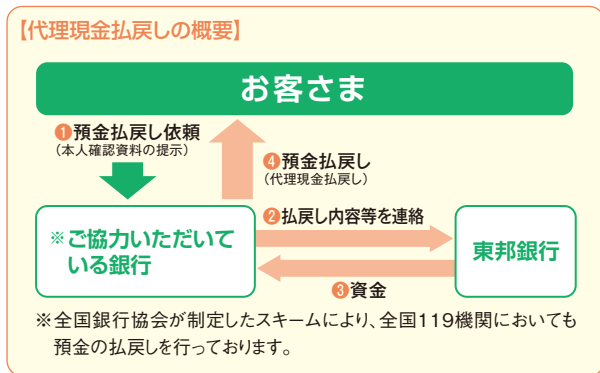 【代理現金払戻しの概要】
お客さま
❶預金払戻し依頼
（本人確認資料の提示）
❹預金払戻し
（代理現金払戻し）
※ご協力いただいて
いる銀行
❷払戻し内容等を連絡
東邦銀行
❸資金
※全国銀行協会が制定したスキームにより、全国119機関においても
預金の払戻しを行っております。